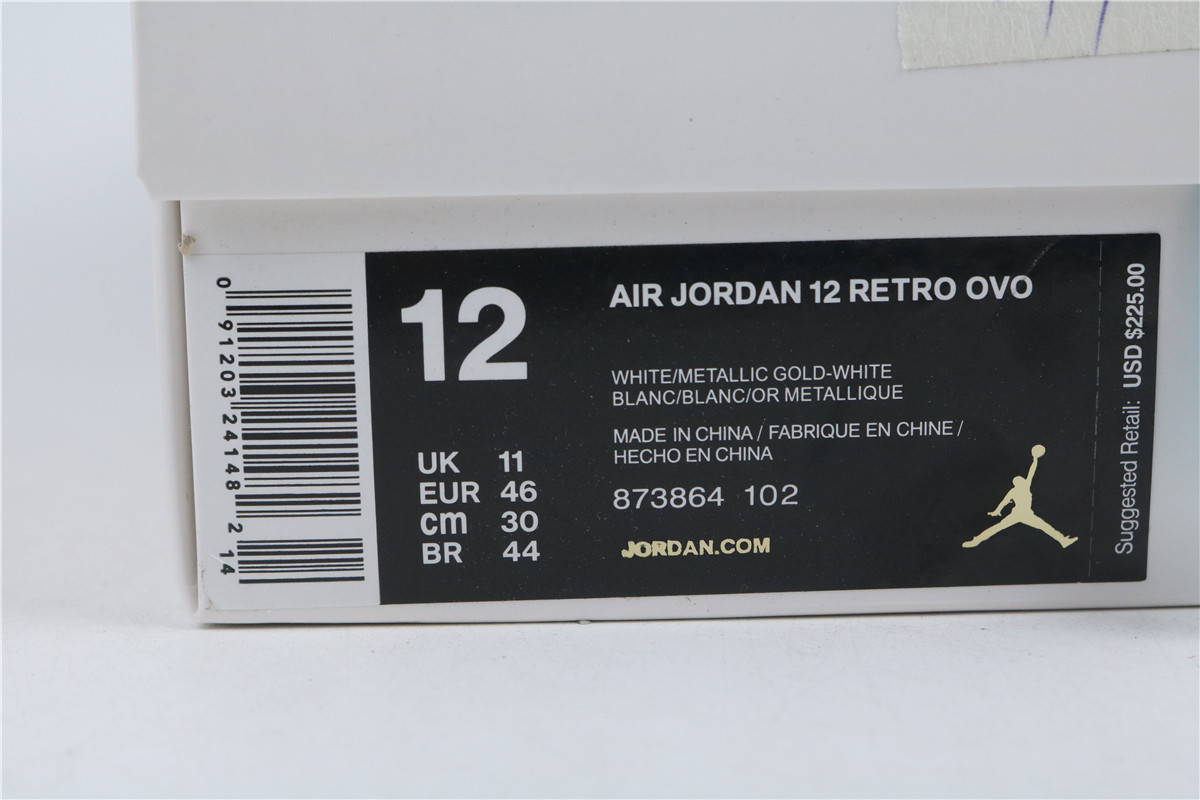 0 91203 24148 2 14
12
UK 11
EUR 46
cm 30
BR 44
AIR JORDAN 12 RETRO OVO
WHITE/METALLIC GOLD-WHITE
BLANC/BLANC/OR METALLIQUE
MADE IN CHINA / FABRIQUE EN CHINE /
HECHO EN CHINA
873864 102
JORDAN.COM
Suggested Retail: USD $225.00